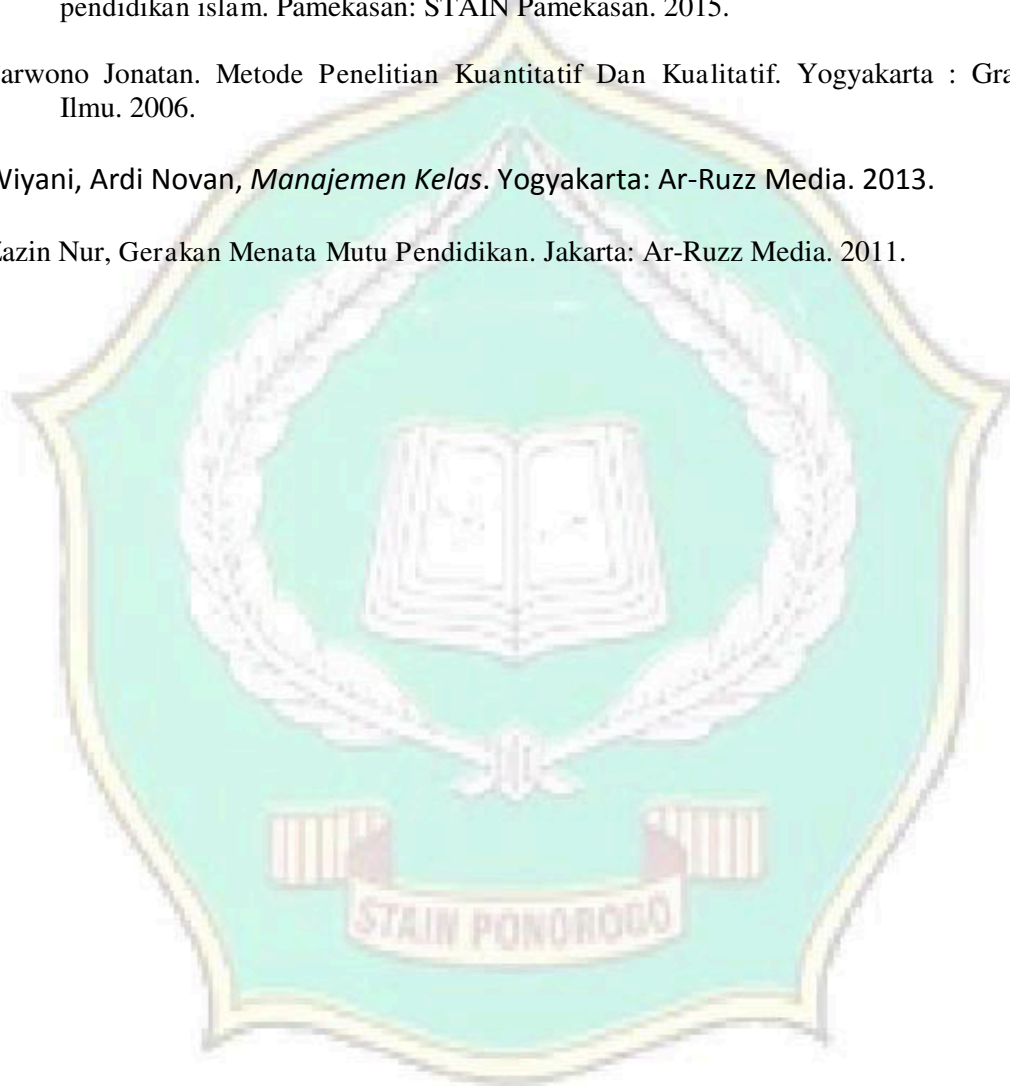 pendidikan islam. Pamekasan: STAIN Pamekasan. 2015.
arwono Jonatan. Metode Penelitian Kuantitatif Dan Kualitatif. Yogyakarta : Gra
Ilmu. 2006.
Wiyani, Ardi Novan, Manajemen Kelas. Yogyakarta: Ar-Ruzz Media. 2013.
Zazin Nur, Gerakan Menata Mutu Pendidikan. Jakarta: Ar-Ruzz Media. 2011.
STAIN PONOROGO